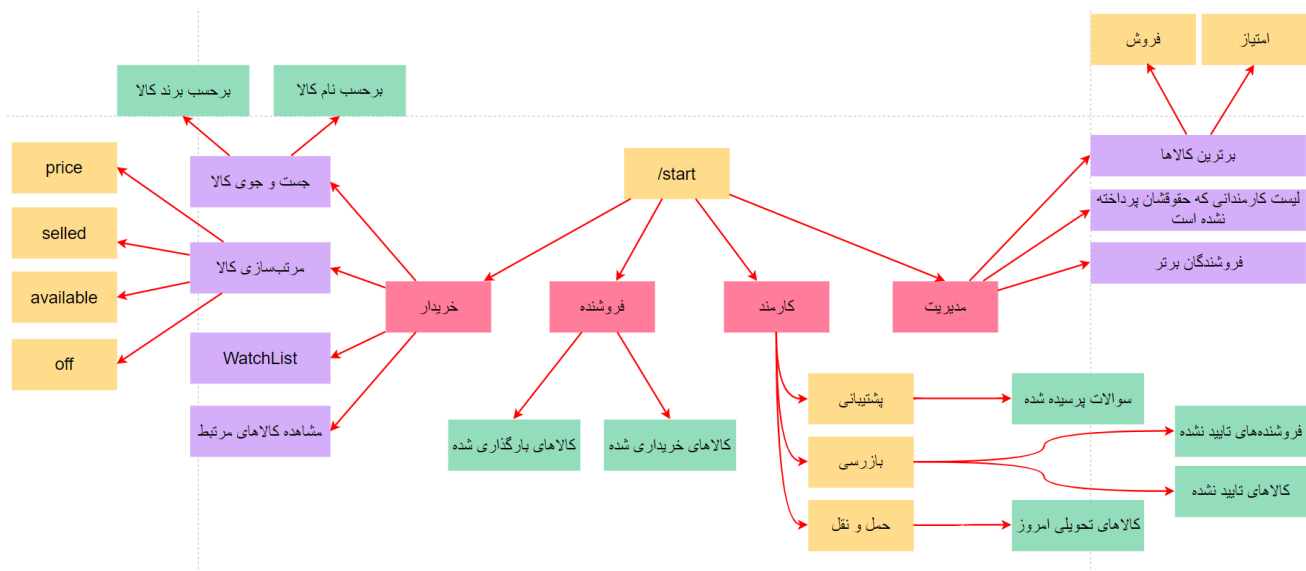 فروش
امتیاز
برحسب برند کالا
برحسب نام کالا
price
جست و جوی کالا
/start
برترین کالاها
لیست کارمندانی که حقوقشان پرداخته
نشده است
selled
مرتب‌سازی کالا
فروشندگان برتر
available
خریدار
فروشنده
کارمند
مدیریت
off
WatchList
پشتیبانی
سوالات پرسیده شده
مشاهده کالاهای مرتبط
کالاهای بارگذاری شده
کالاهای خریداری شده
فروشنده‌های تایید نشده
بازرسی
کالاهای تایید نشده
حمل و نقل
کالاهای تحویلی امروز